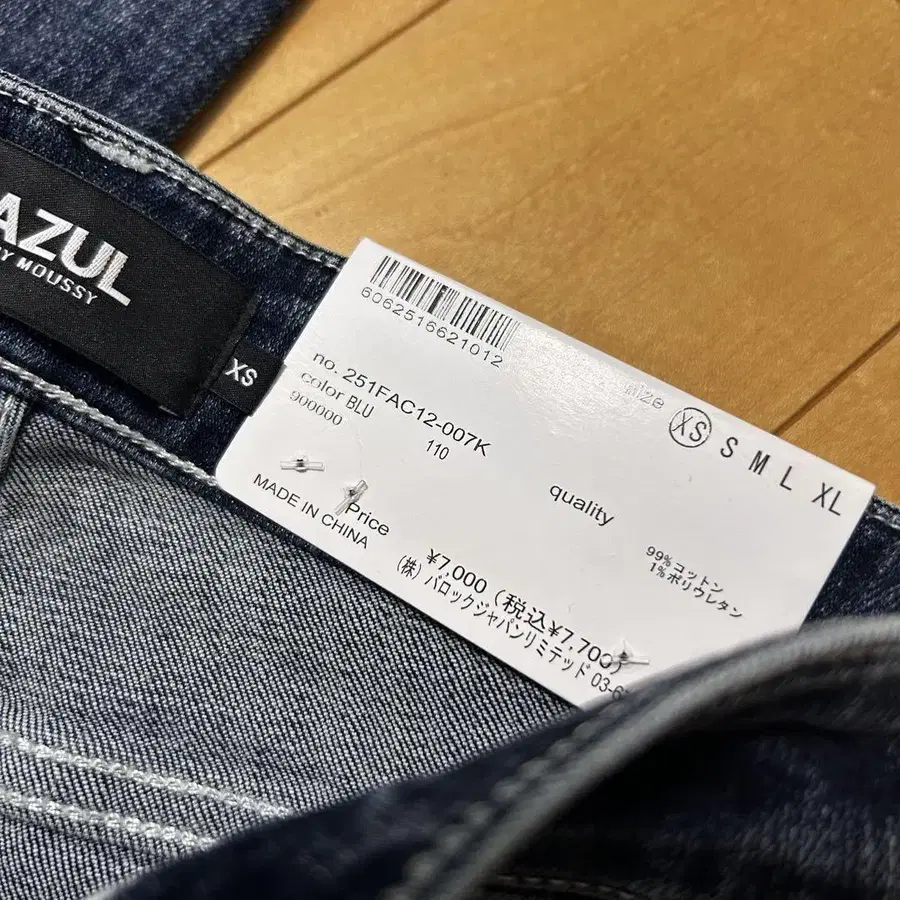 AZUL
BY MOUSSY
XS
6062516621012
no. 251FAC12-007K
color BLU 110
900000
size
XS S M L XL
quality
99%コットン
1%ポリウレタン
Price
MADE IN CHINA
¥7,000 (税込¥7,700)
(株) バロックジャパンリミテッド 03-6